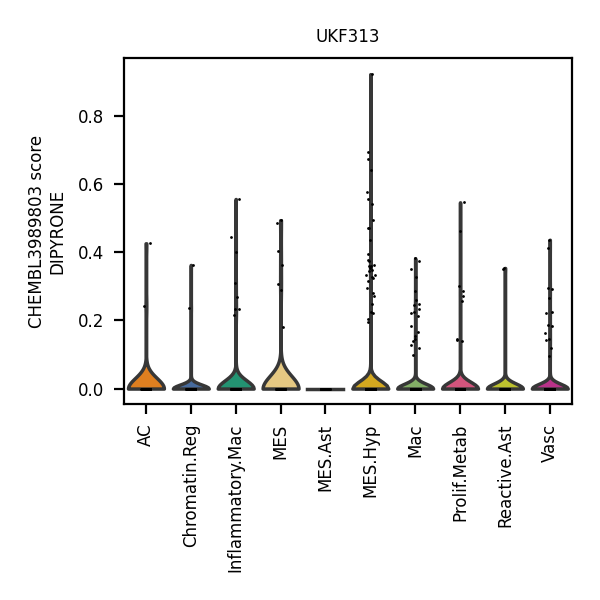 UKF313
CHEMBL3989803 score
DIPYRONE
0.8
0.6
0.4
0.2
0.0
AC
Chromatin.Reg
Inflammatory.Mac
MES
MES.Ast
MES.Hyp
Mac
Prolif.Metab
Reactive.Ast
Vasc